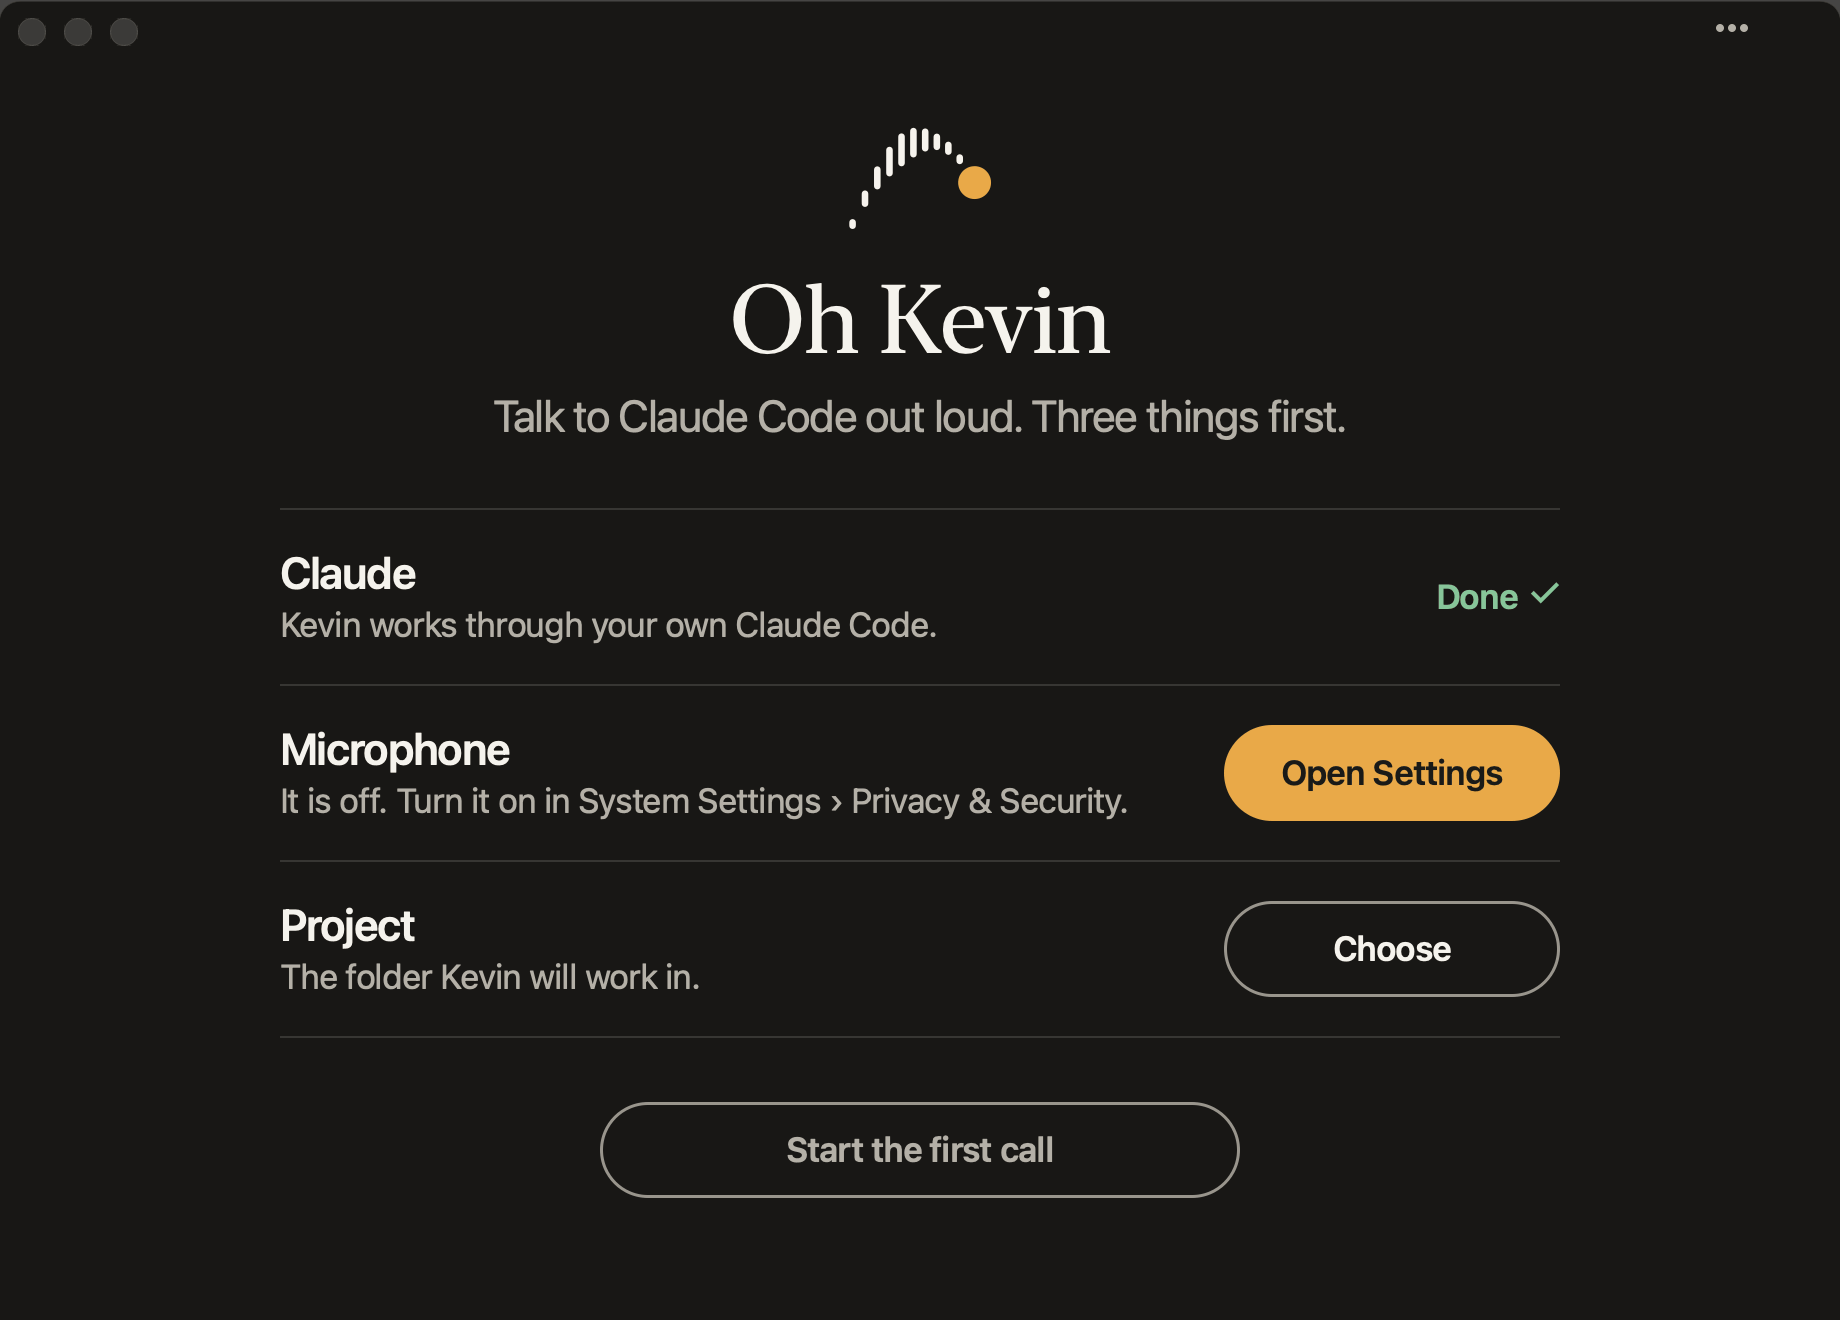 Oh Kevin
Talk to Claude Code out loud. Three things first.
Claude
Kevin works through your own Claude Code.
Done
Microphone
It is off. Turn it on in System Settings › Privacy & Security.
Open Settings
Project
The folder Kevin will work in.
Choose
Start the first call